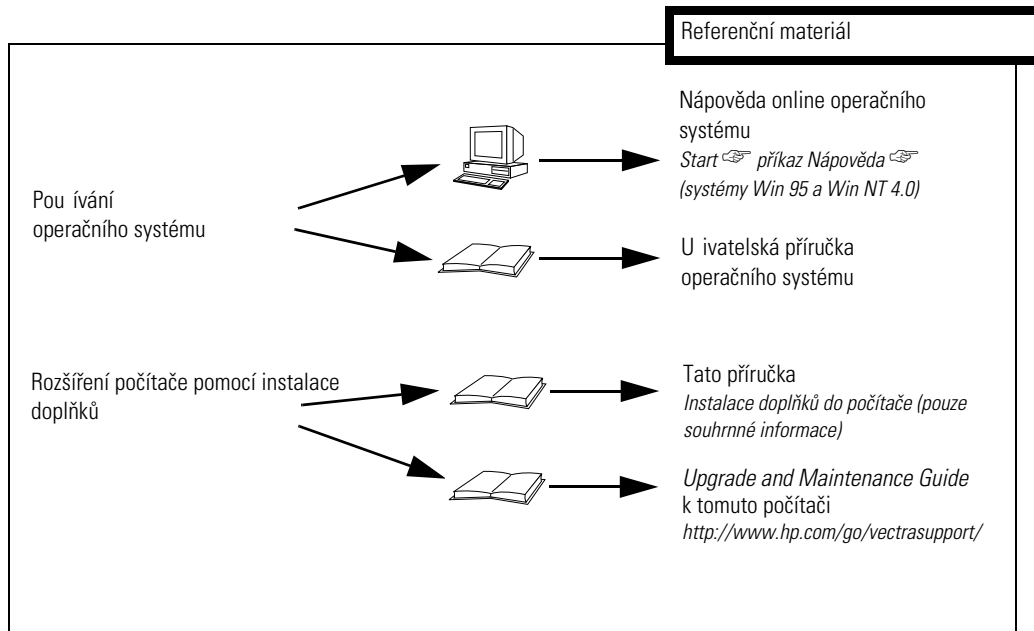 Referenční materiál
Nápověda online operačního
systému
Start ☞ příkaz Nápověda ☞
(systémy Win 95 a Win NT 4.0)
Pou ívání
operačního systému
U ivatelská příručka
operačního systému
Rozšíření počítače pomocí instalace
doplňků
Tato příručka
Instalace doplňků do počítače (pouze
souhrnné informace)
Upgrade and Maintenance Guide
k tomuto počítači
http://www.hp.com/go/vectrasupport/